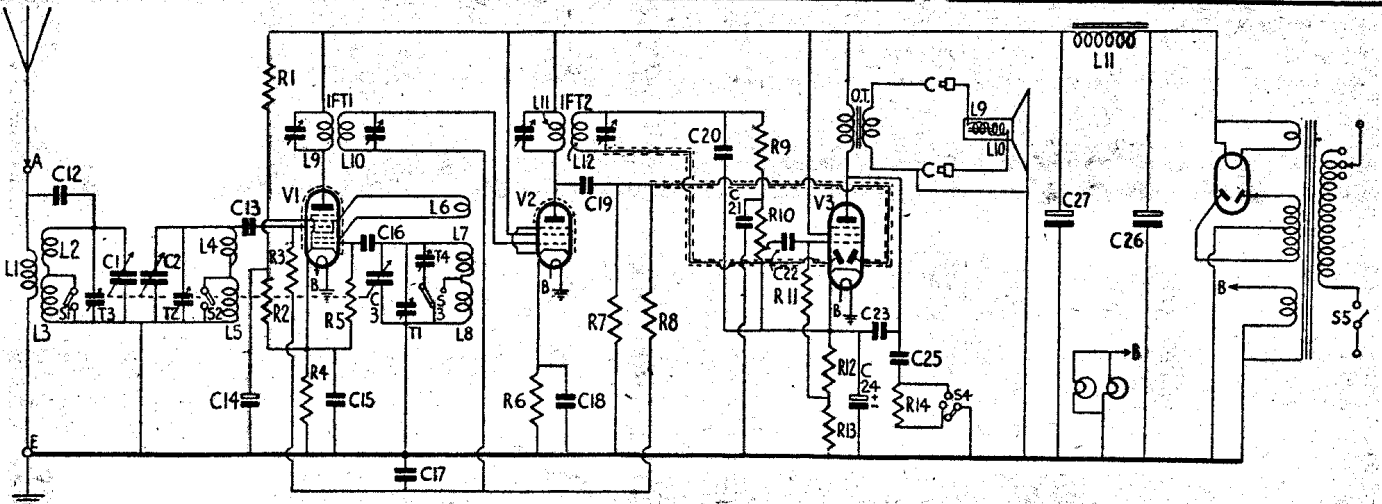 A
C12
L1
L2
L3
C1
C2
S1
T3
T2
S2
L4
L5
C13
R1
IFT1
L9
L10
V1
L6
C16
L7
R3
R2
B
R5
C
3
T4
S
3
T1
L8
R4
C14
C15
C17
L11
IFT2
L12
V2
C19
B
R6
C18
R7
R8
C20
R9
C
21
R10
C22
R11
V3
B
C23
R12
C
24
+
-
R13
C25
R14
S4
O.T.
L9
L10
L11
C27
C26
B
B
S5
E